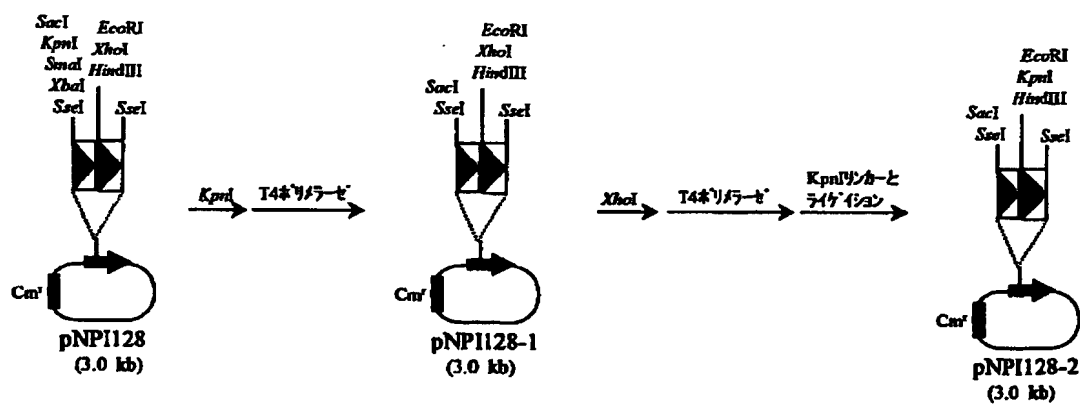 SacI
KpnI
SmaI
XbaI
SseI
EcoRI
XhoI
HindIII
SseI
Cmʳ
pNPI128
(3.0 kb)
KpnI
T4ポリメラーゼ
SacI
SseI
EcoRI
XhoI
HindIII
SseI
Cmʳ
pNPI128-1
(3.0 kb)
XhoI
T4ポリメラーゼ
KpnIリンカーと
ライゲイション
SacI
SseI
EcoRI
KpnI
HindIII
SseI
Cmʳ
pNPI128-2
(3.0 kb)